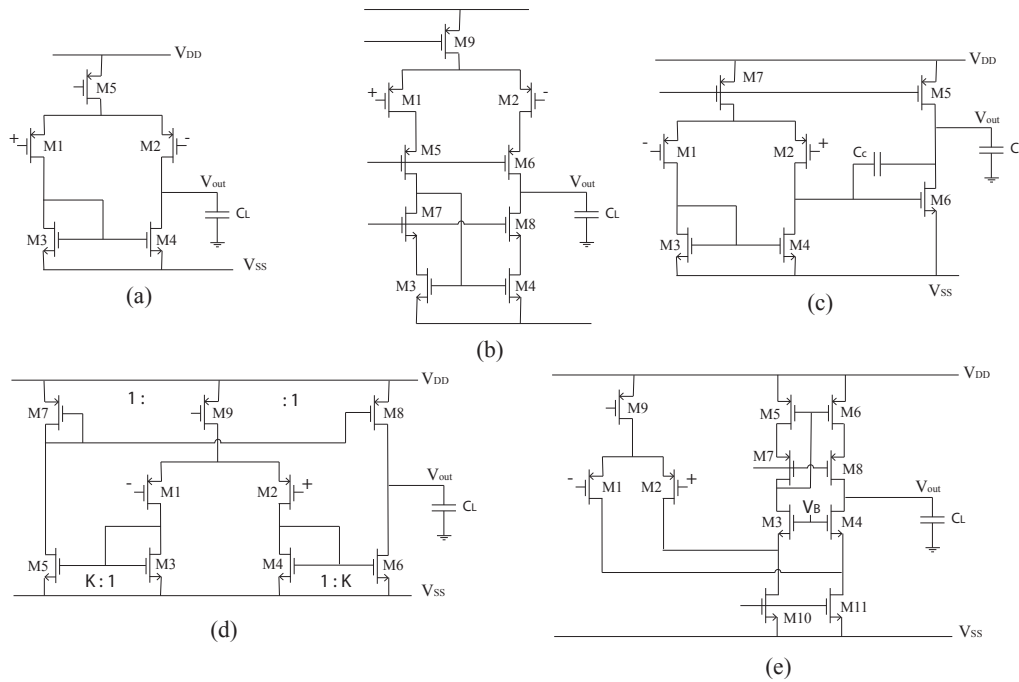 VDD
M5
+
M1
M2
-
Vout
CL
M3
M4
VSS
(a)
M9
+
M1
M2
-
M5
M6
Vout
M7
M8
CL
M3
M4
(b)
VDD
M7
M5
Vout
-
M1
M2
+
Cc
C
M6
M3
M4
VSS
(c)
VDD
M7
1:
M9
:1
M8
-
M1
M2
+
Vout
CL
M5
M3
M4
M6
K:1
1:K
VSS
(d)
VDD
M9
M5
M6
M7
M8
-
M1
M2
+
Vout
VB
M3
M4
CL
M10
M11
VSS
(e)